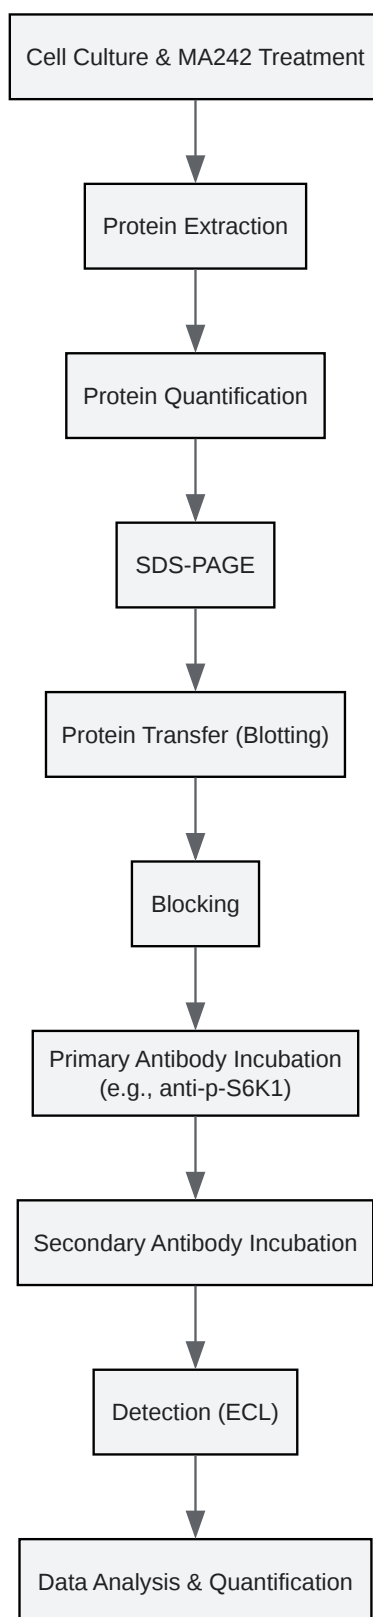 Cell Culture & MA242 Treatment
Protein Extraction
Protein Quantification
SDS-PAGE
Protein Transfer (Blotting)
Blocking
Primary Antibody Incubation
(e.g., anti-p-S6K1)
Secondary Antibody Incubation
Detection (ECL)
Data Analysis & Quantification